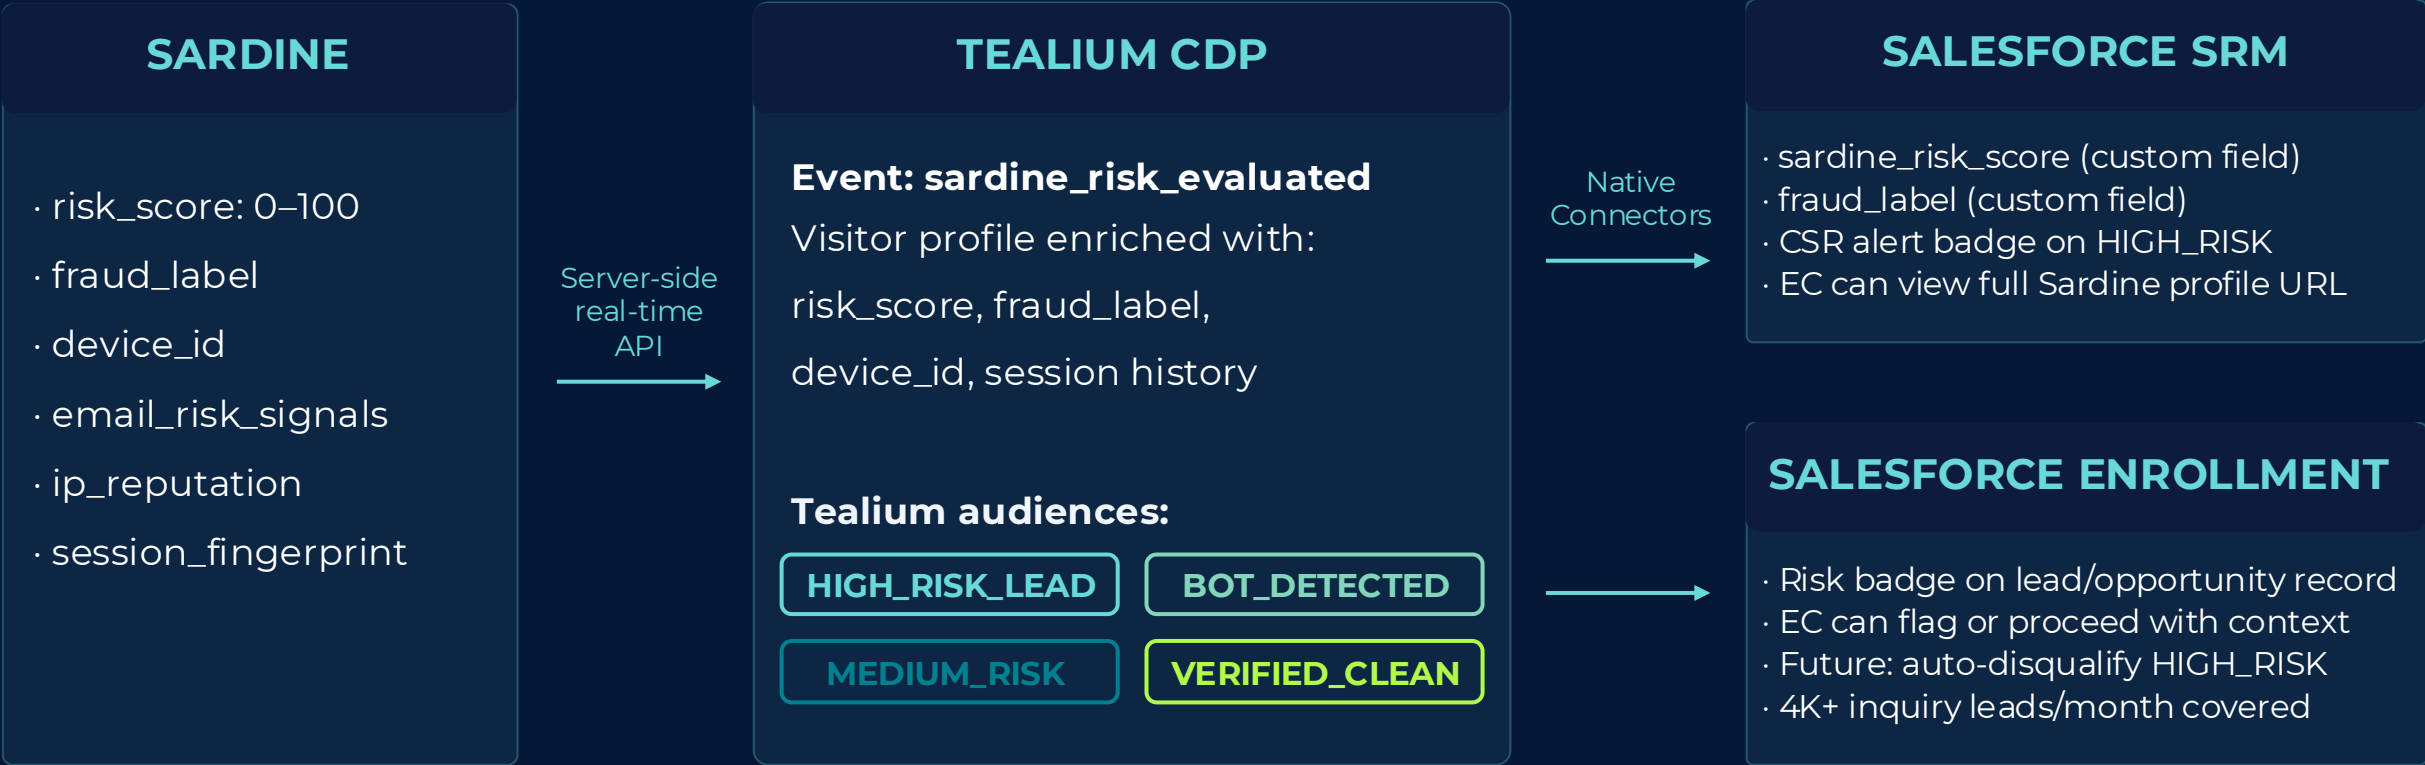 SARDINE
· risk_score: 0–100
· fraud_label
· device_id
· email_risk_signals
· ip_reputation
· session_fingerprint
Server-side
real-time
API
TEALIUM CDP
Event: sardine_risk_evaluated
Visitor profile enriched with:
risk_score, fraud_label,
device_id, session history
Tealium audiences:
HIGH_RISK_LEAD
BOT_DETECTED
MEDIUM_RISK
VERIFIED_CLEAN
Native
Connectors
SALESFORCE SRM
· sardine_risk_score (custom field)
· fraud_label (custom field)
· CSR alert badge on HIGH_RISK
· EC can view full Sardine profile URL
SALESFORCE ENROLLMENT
· Risk badge on lead/opportunity record
· EC can flag or proceed with context
· Future: auto-disqualify HIGH_RISK
· 4K+ inquiry leads/month covered